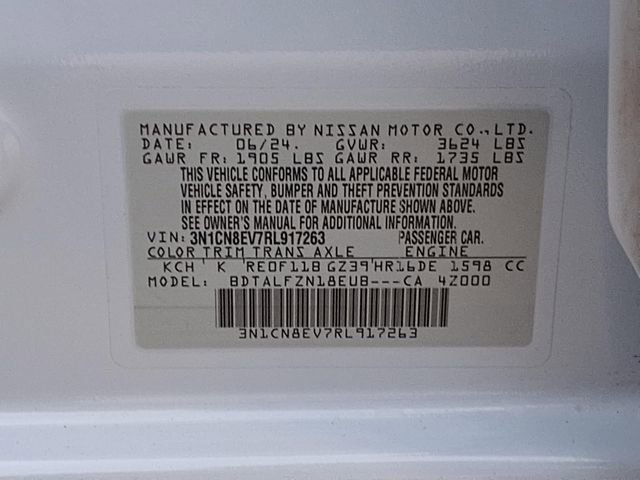 MANUFACTURED BY NISSAN MOTOR CO.,LTD.
DATE: 06/24. GVWR: 3624 LBS
GAWR FR: 1905 LBS GAWR RR: 1735 LBS
THIS VEHICLE CONFORMS TO ALL APPLICABLE FEDERAL MOTOR
VEHICLE SAFETY, BUMPER AND THEFT PREVENTION STANDARDS
IN EFFECT ON THE DATE OF MANUFACTURE SHOWN ABOVE.
SEE OWNER'S MANUAL FOR ADDITIONAL INFORMATION.
VIN: 3N1CN8EV7RL917263 PASSENGER CAR.
COLOR TRIM TRANS AXLE ENGINE
KCH' K RE0F11B GZ39'HR16DE 1598 CC
MODEL: BDTALFZN18EUB---CA 4Z000
3N1CN8EV7RL917263